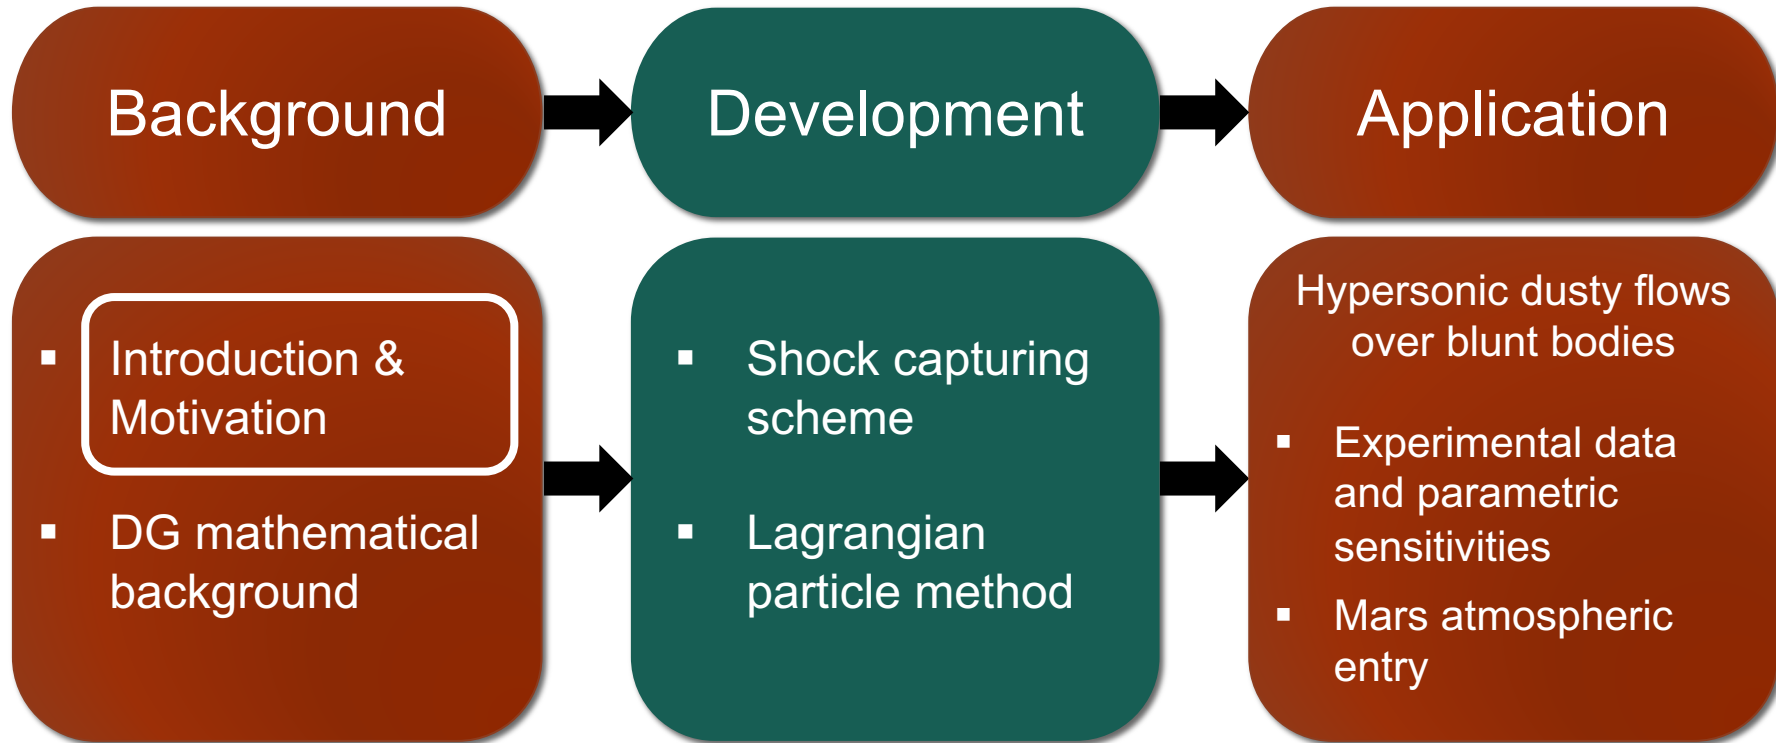 Background
Development
Application
▪ Introduction &
Motivation
▪ DG mathematical
background
▪ Shock capturing
scheme
▪ Lagrangian
particle method
Hypersonic dusty flows
over blunt bodies
▪ Experimental data
and parametric
sensitivities
▪ Mars atmospheric
entry